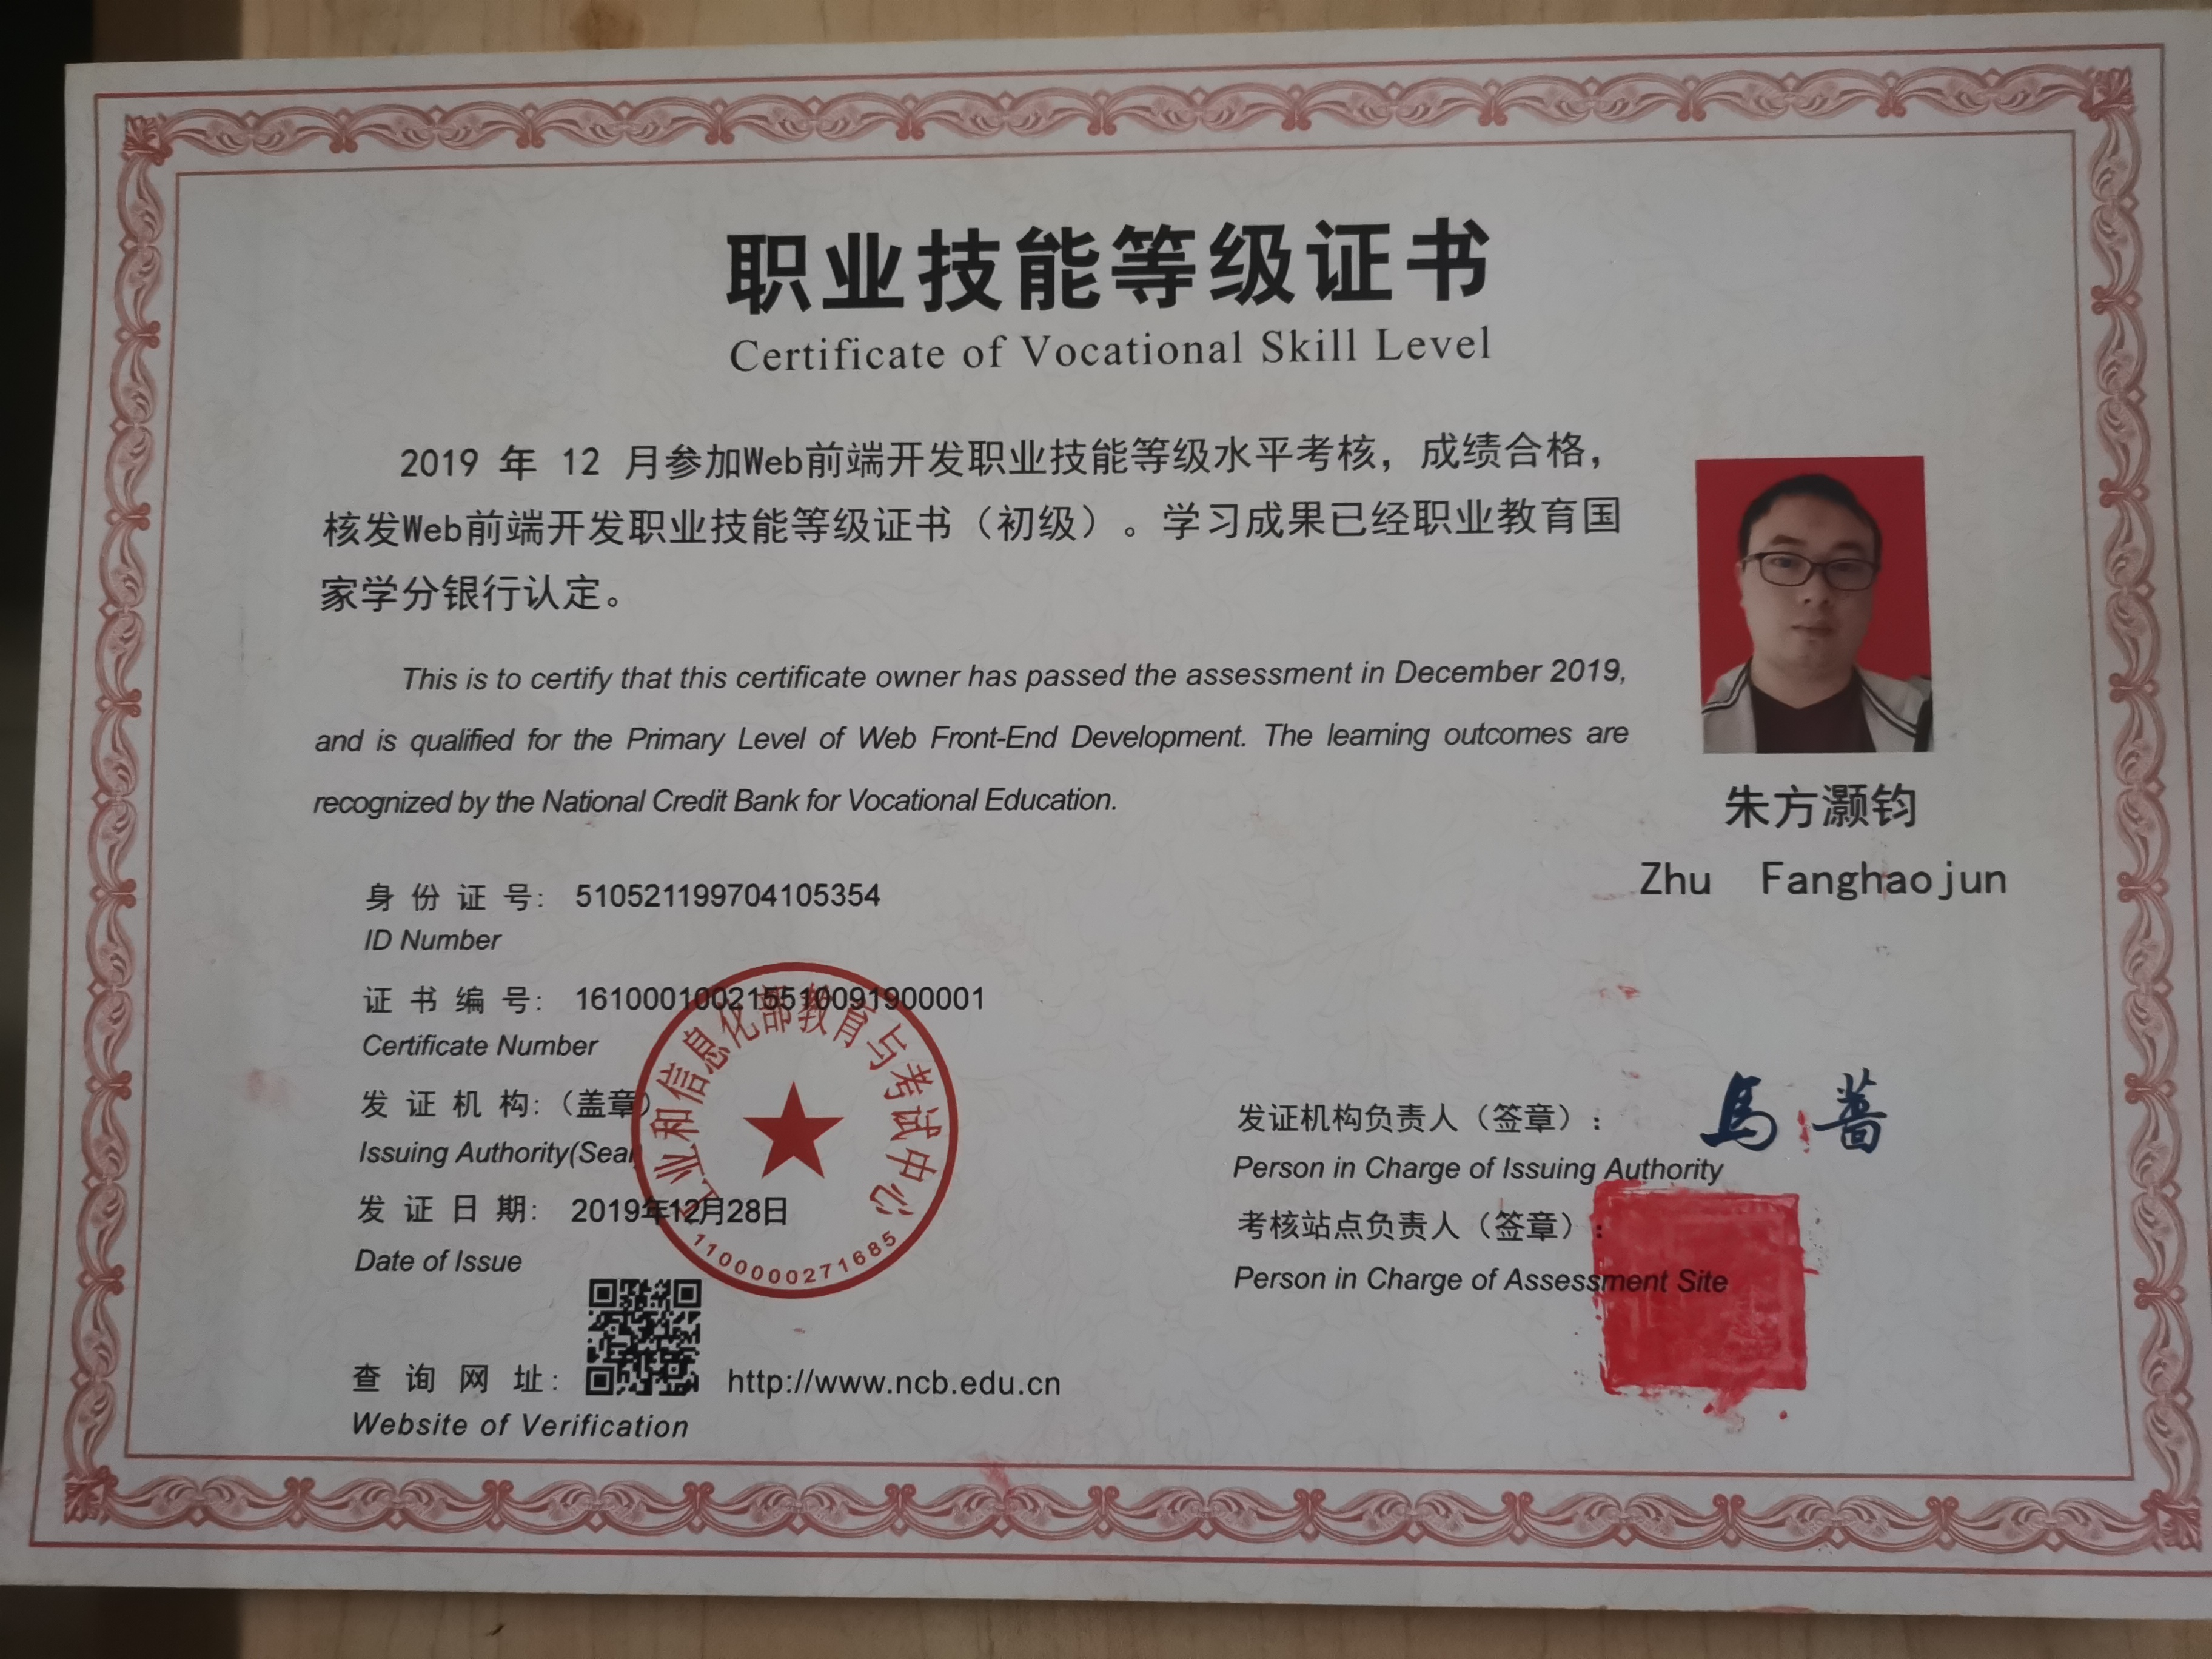 职业技能等级证书
Certificate of Vocational Skill Level
2019 年 12 月参加Web前端开发职业技能等级水平考核，成绩合格，
核发Web前端开发职业技能等级证书（初级）。学习成果已经职业教育国
家学分银行认定。
This is to certify that this certificate owner has passed the assessment in December 2019,
and is qualified for the Primary Level of Web Front-End Development. The learning outcomes are
recognized by the National Credit Bank for Vocational Education.
朱方灏钧
Zhu Fanghaojun
身份证号： 510521199704105354
ID Number
证书编号： 161000100215510091900001
Certificate Number
发证机构：（盖章）
Issuing Authority(Seal)
发证日期： 2019年12月28日
Date of Issue
工业和信息化部教育与考试中心
1100000271685
查询网址： http://www.ncb.edu.cn
Website of Verification
发证机构负责人（签章）： 馬蔷
Person in Charge of Issuing Authority
考核站点负责人（签章）：
Person in Charge of Assessment Site